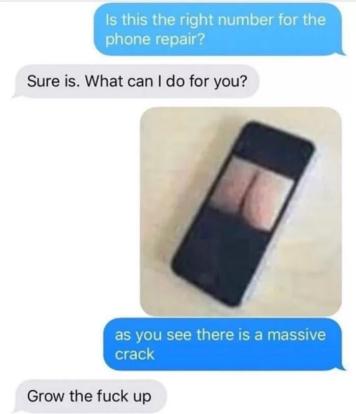 Is this the right number for the
phone repair?
Sure is. What can I do for you?
as you see there is a massive
crack
Grow the fuck up